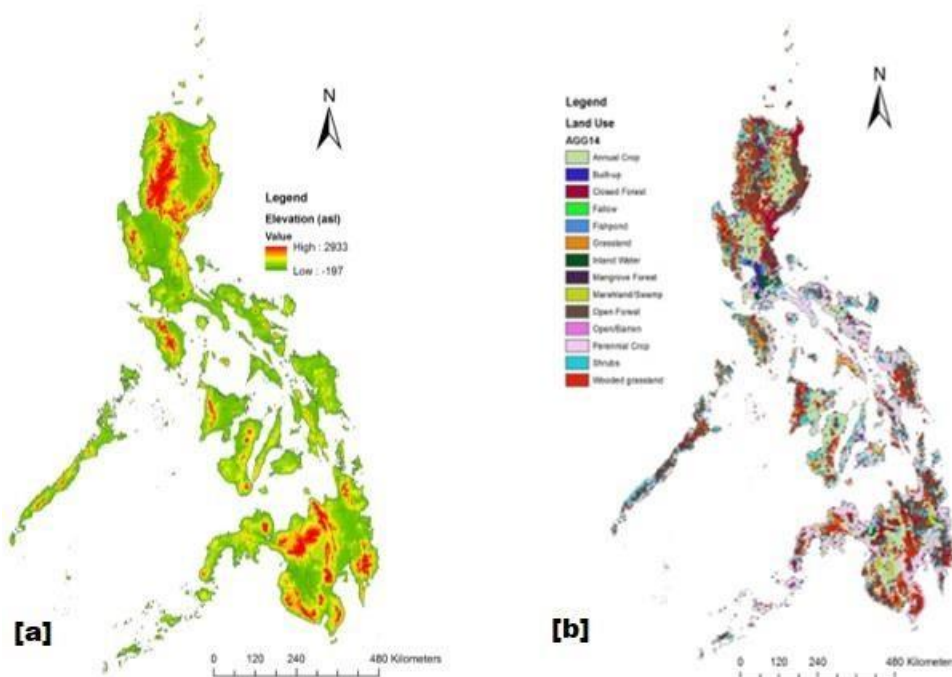 N
Legend
Elevation (asl)
Value
High : 2933
Low : -197
[a]
0 120 240 480 Kilometers
N
Legend
Land Use
AGG14
Annual Crop
Built-up
Closed Forest
Fallow
Fishpond
Grassland
Inland Water
Mangrove Forest
Marshland/Swamp
Open Forest
Open/Barren
Perennial Crop
Shrubs
Wooded grassland
[b]
0 120 240 480 Kilometers